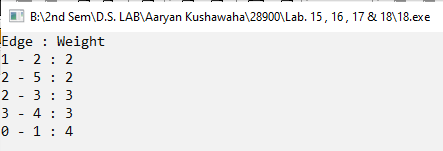 B:\2nd Sem\D.S. LAB\Aaryan Kushawaha\28900\Lab. 15 , 16 , 17 & 18\18.exe
Edge : Weight
1 - 2 : 2
2 - 5 : 2
2 - 3 : 3
3 - 4 : 3
0 - 1 : 4